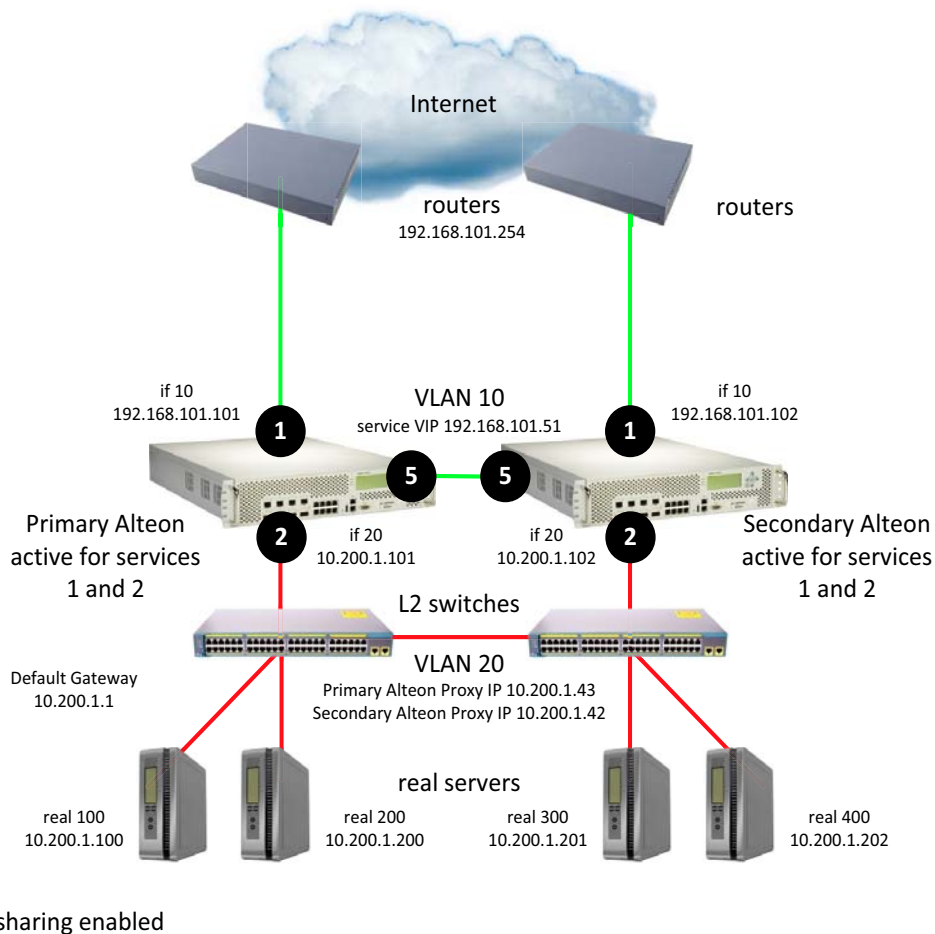 Internet
routers
192.168.101.254
routers
if 10
192.168.101.101
VLAN 10
service VIP 192.168.101.51
if 10
192.168.101.102
1
1
5
5
Primary Alteon
active for services
1 and 2
2
if 20
10.200.1.101
if 20
10.200.1.102
2
Secondary Alteon
active for services
1 and 2
L2 switches
Default Gateway
10.200.1.1
VLAN 20
Primary Alteon Proxy IP 10.200.1.43
Secondary Alteon Proxy IP 10.200.1.42
real servers
real 100
10.200.1.100
real 200
10.200.1.200
real 300
10.200.1.201
real 400
10.200.1.202
sharing enabled